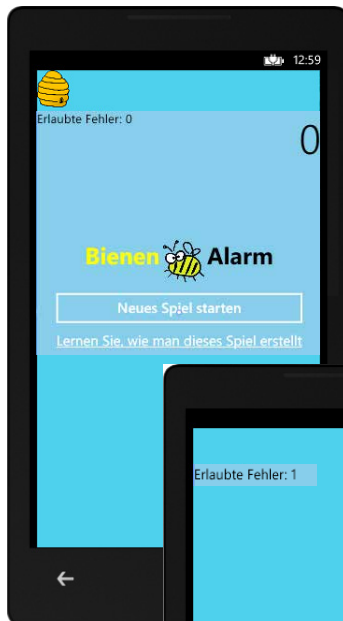 12:59
Erlaubte Fehler: 0
0
Bienen Alarm
Neues Spiel starten
Lernen Sie, wie man dieses Spiel erstellt
Erlaubte Fehler: 1